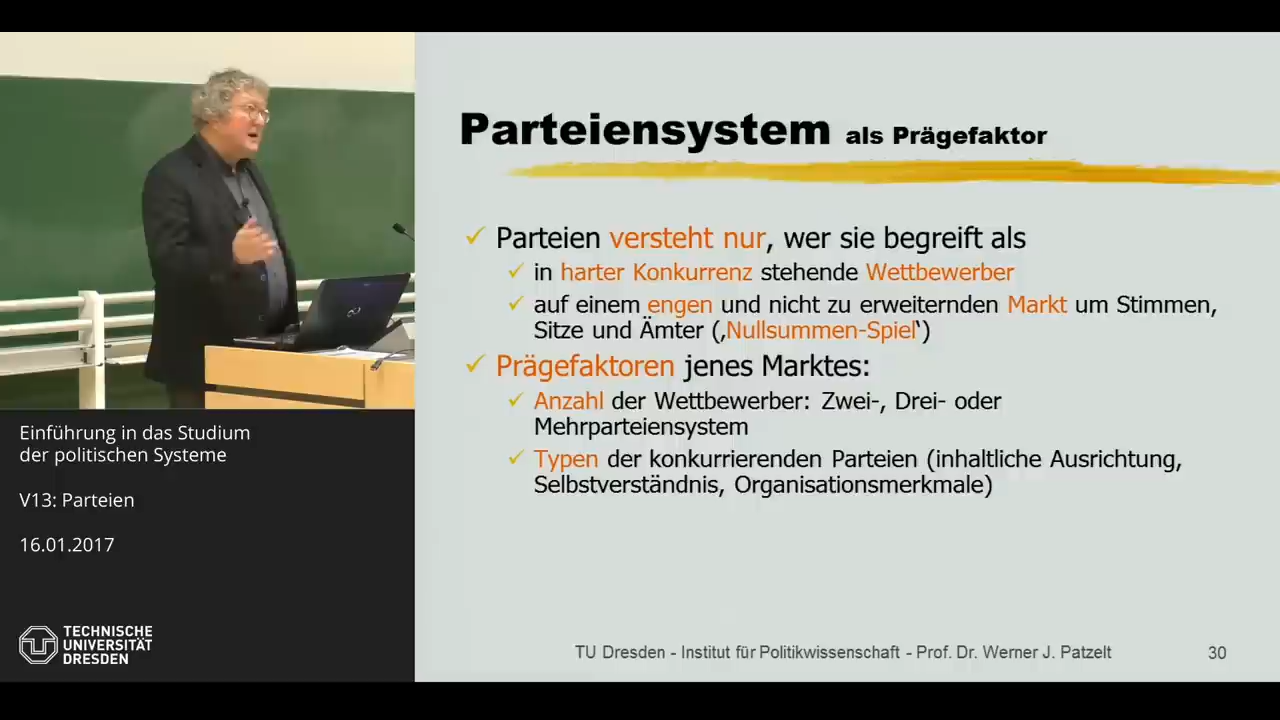 Parteiensystem als Prägefaktor
Parteien versteht nur, wer sie begreift als
in harter Konkurrenz stehende Wettbewerber
auf einem engen und nicht zu erweiternden Markt um Stimmen,
Sitze und Ämter (‚Nullsummen-Spiel‘)
Prägefaktoren jenes Marktes:
Anzahl der Wettbewerber: Zwei-, Drei- oder
Mehrparteiensystem
Typen der konkurrierenden Parteien (inhaltliche Ausrichtung,
Selbstverständnis, Organisationsmerkmale)
TU Dresden - Institut für Politikwissenschaft - Prof. Dr. Werner J. Patzelt
30
Einführung in das Studium
der politischen Systeme
V13: Parteien
16.01.2017
TECHNISCHE
UNIVERSITÄT
DRESDEN